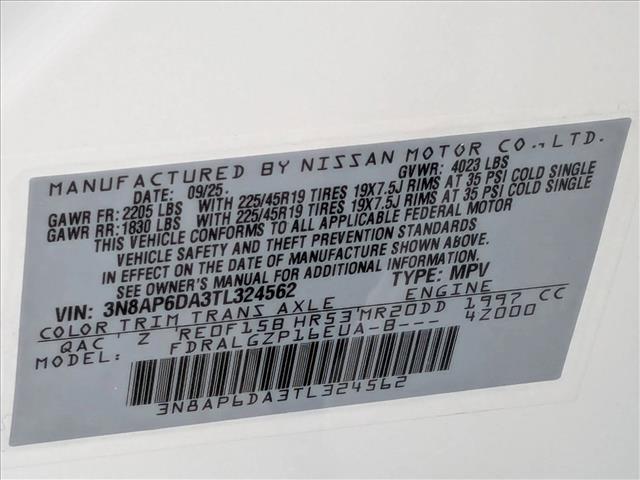 MANUFACTURED BY NISSAN MOTOR CO., LTD.
DATE: 09/25. GVWR: 4023 LBS
GAWR FR: 2205 LBS WITH 225/45R19 TIRES 19X7.5J RIMS AT 35 PSI COLD SINGLE
GAWR RR: 1830 LBS WITH 225/45R19 TIRES 19X7.5J RIMS AT 35 PSI COLD SINGLE
THIS VEHICLE CONFORMS TO ALL APPLICABLE FEDERAL MOTOR
VEHICLE SAFETY AND THEFT PREVENTION STANDARDS
IN EFFECT ON THE DATE OF MANUFACTURE SHOWN ABOVE.
SEE OWNER'S MANUAL FOR ADDITIONAL INFORMATION
VIN: 3N8AP6DA3TL324562 TYPE: MPV
COLOR TRIM TRANS AXLE ENGINE
QAC Z RE0F15B HR53 MR20DD 1997 CC
MODEL: FDRALGZP16EUA-B--- 4Z000
3N8AP6DA3TL324562